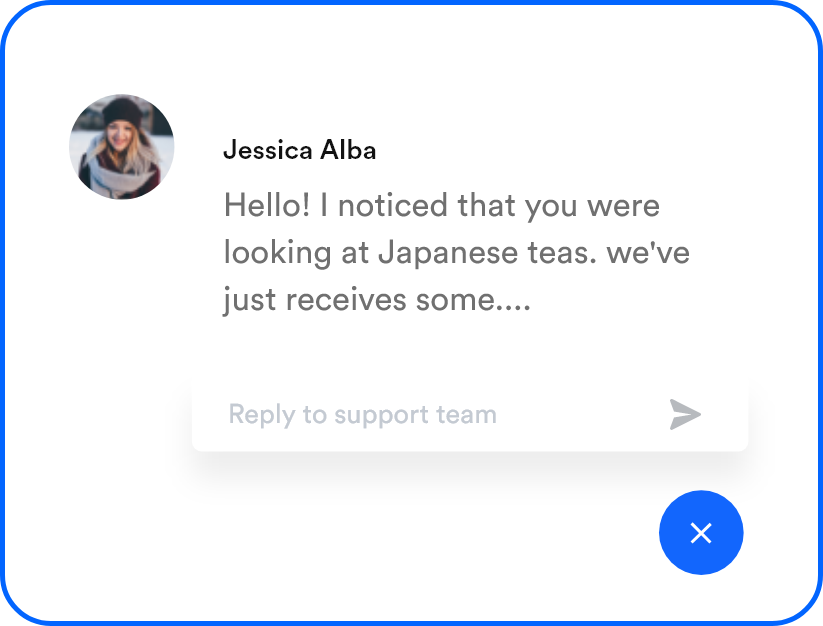 Jessica Alba
Hello! I noticed that you were
looking at Japanese teas. we've
just receives some....
Reply to support team